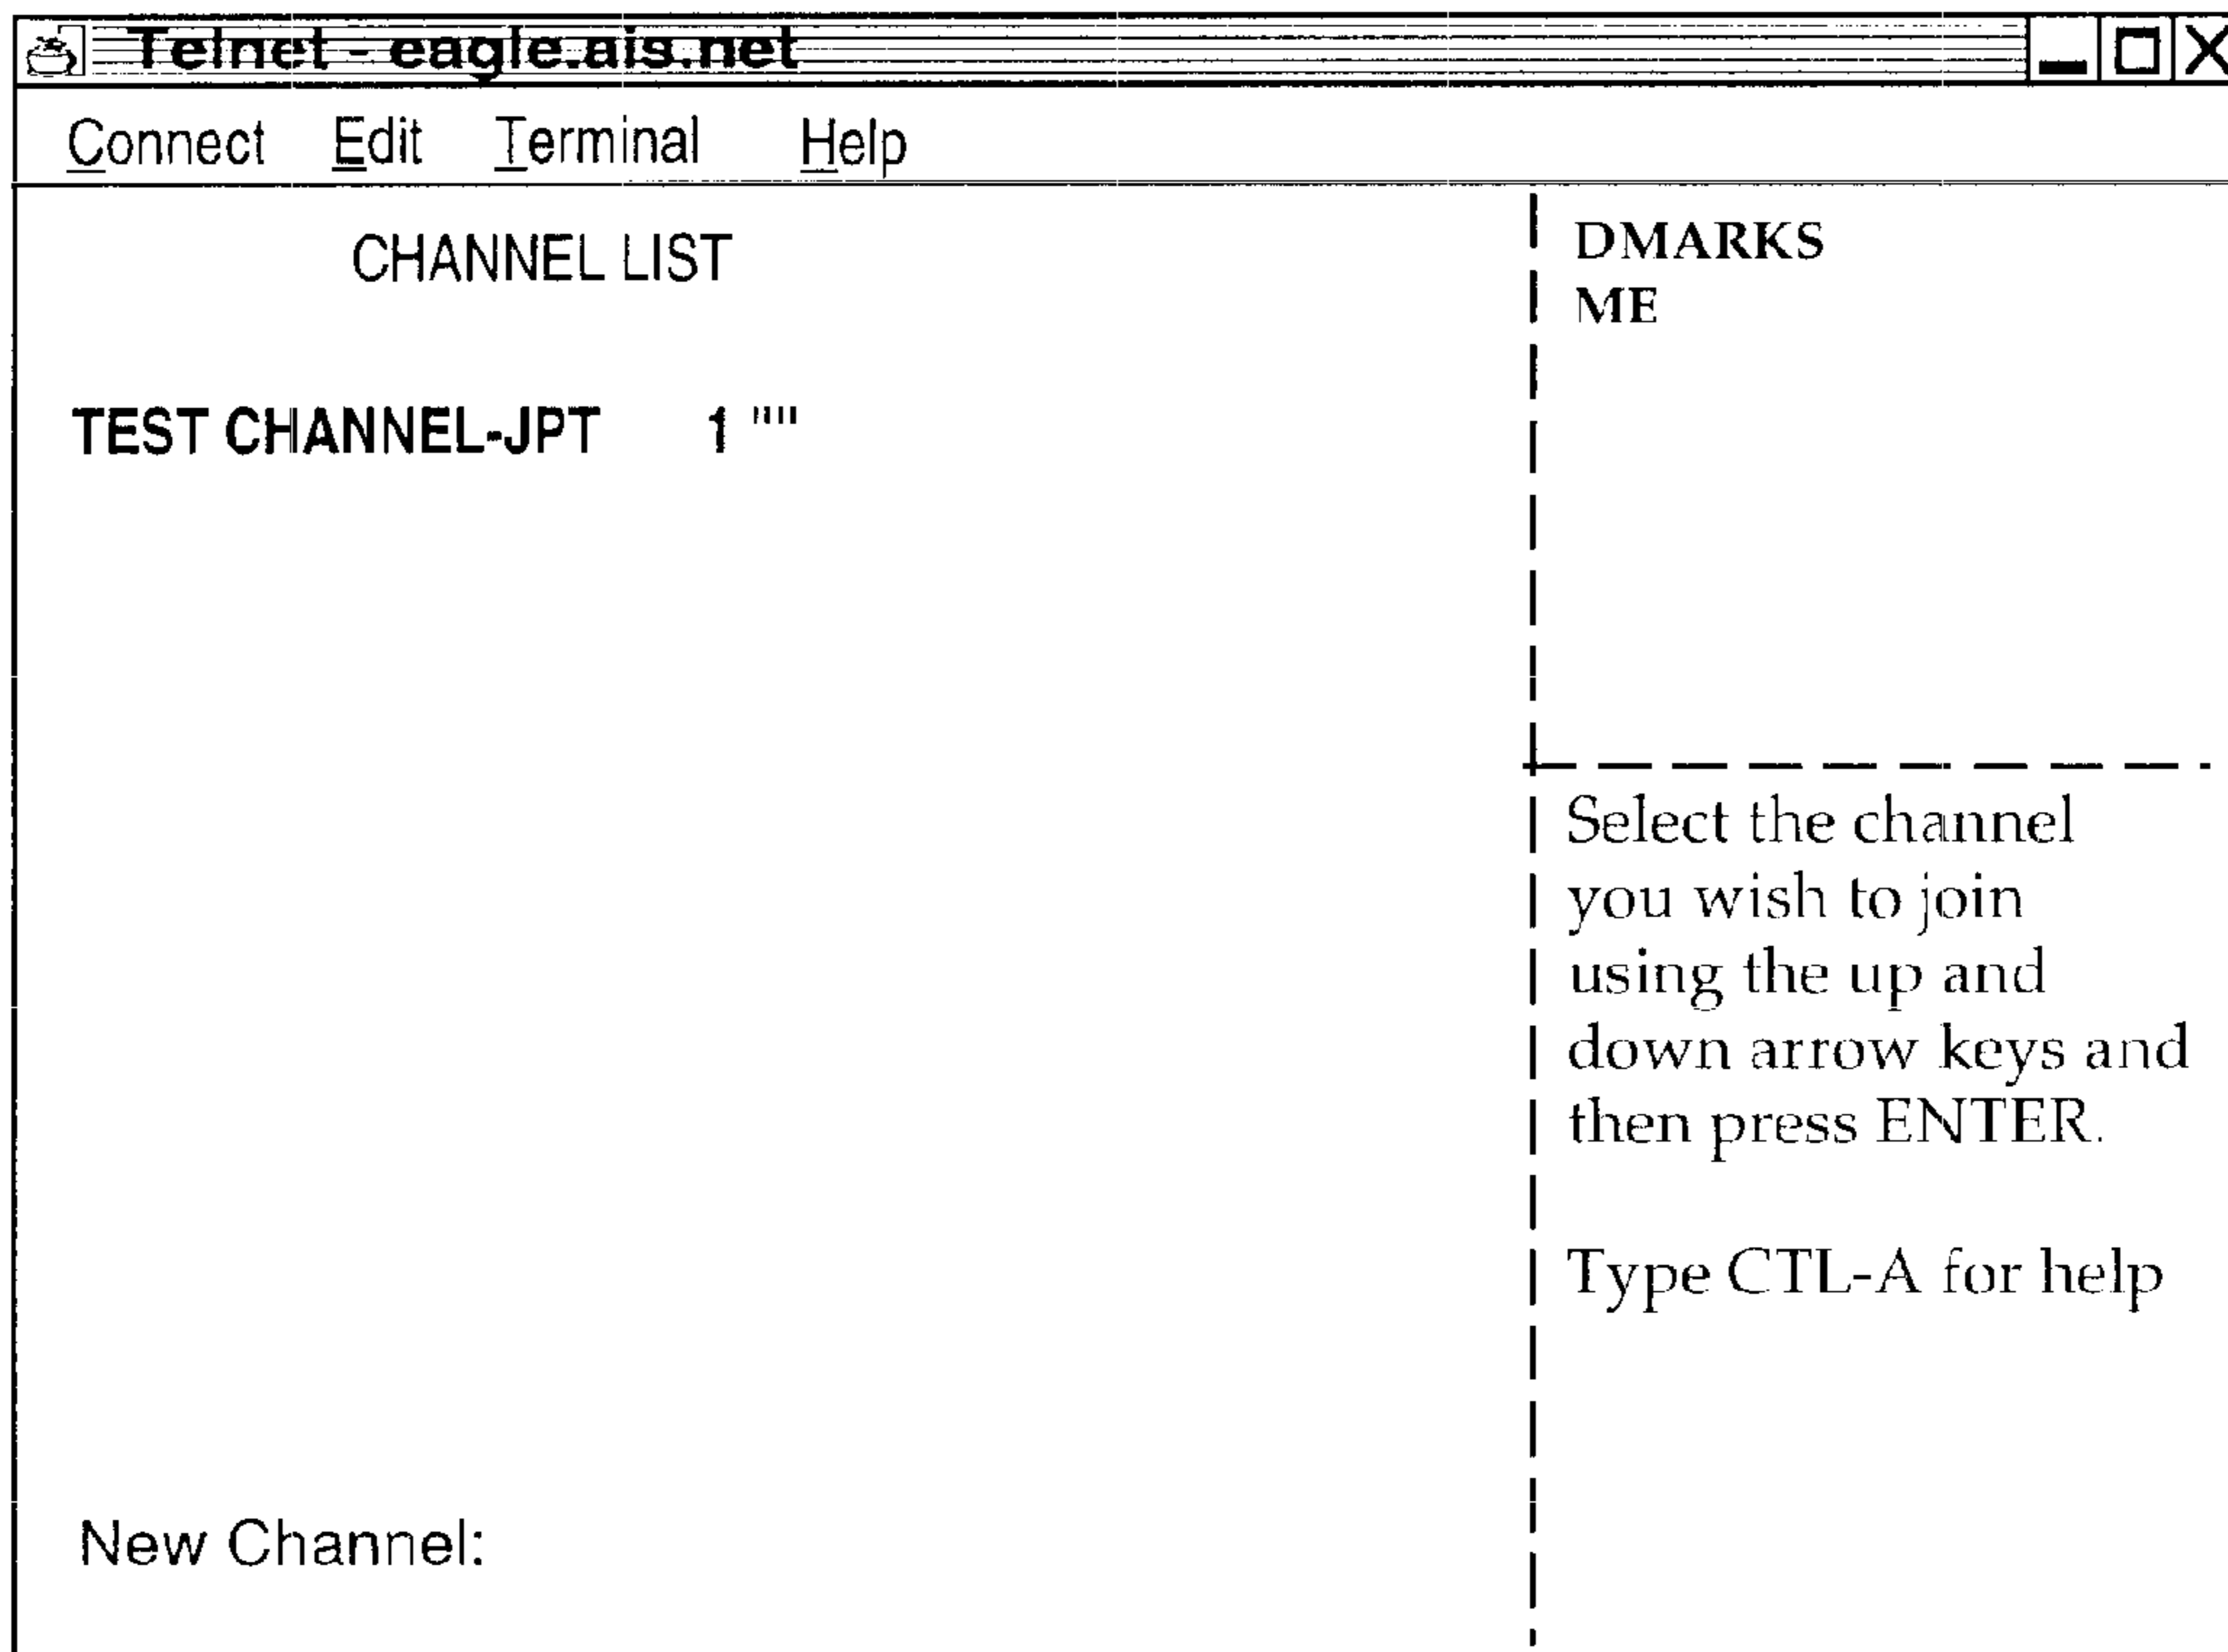 Telnet - eagle.ais.net
Connect Edit Terminal Help
CHANNEL LIST
TEST CHANNEL-JPT 1 ""
New Channel:
DMARKS
ME
Select the channel
you wish to join
using the up and
down arrow keys and
then press ENTER.
Type CTL-A for help